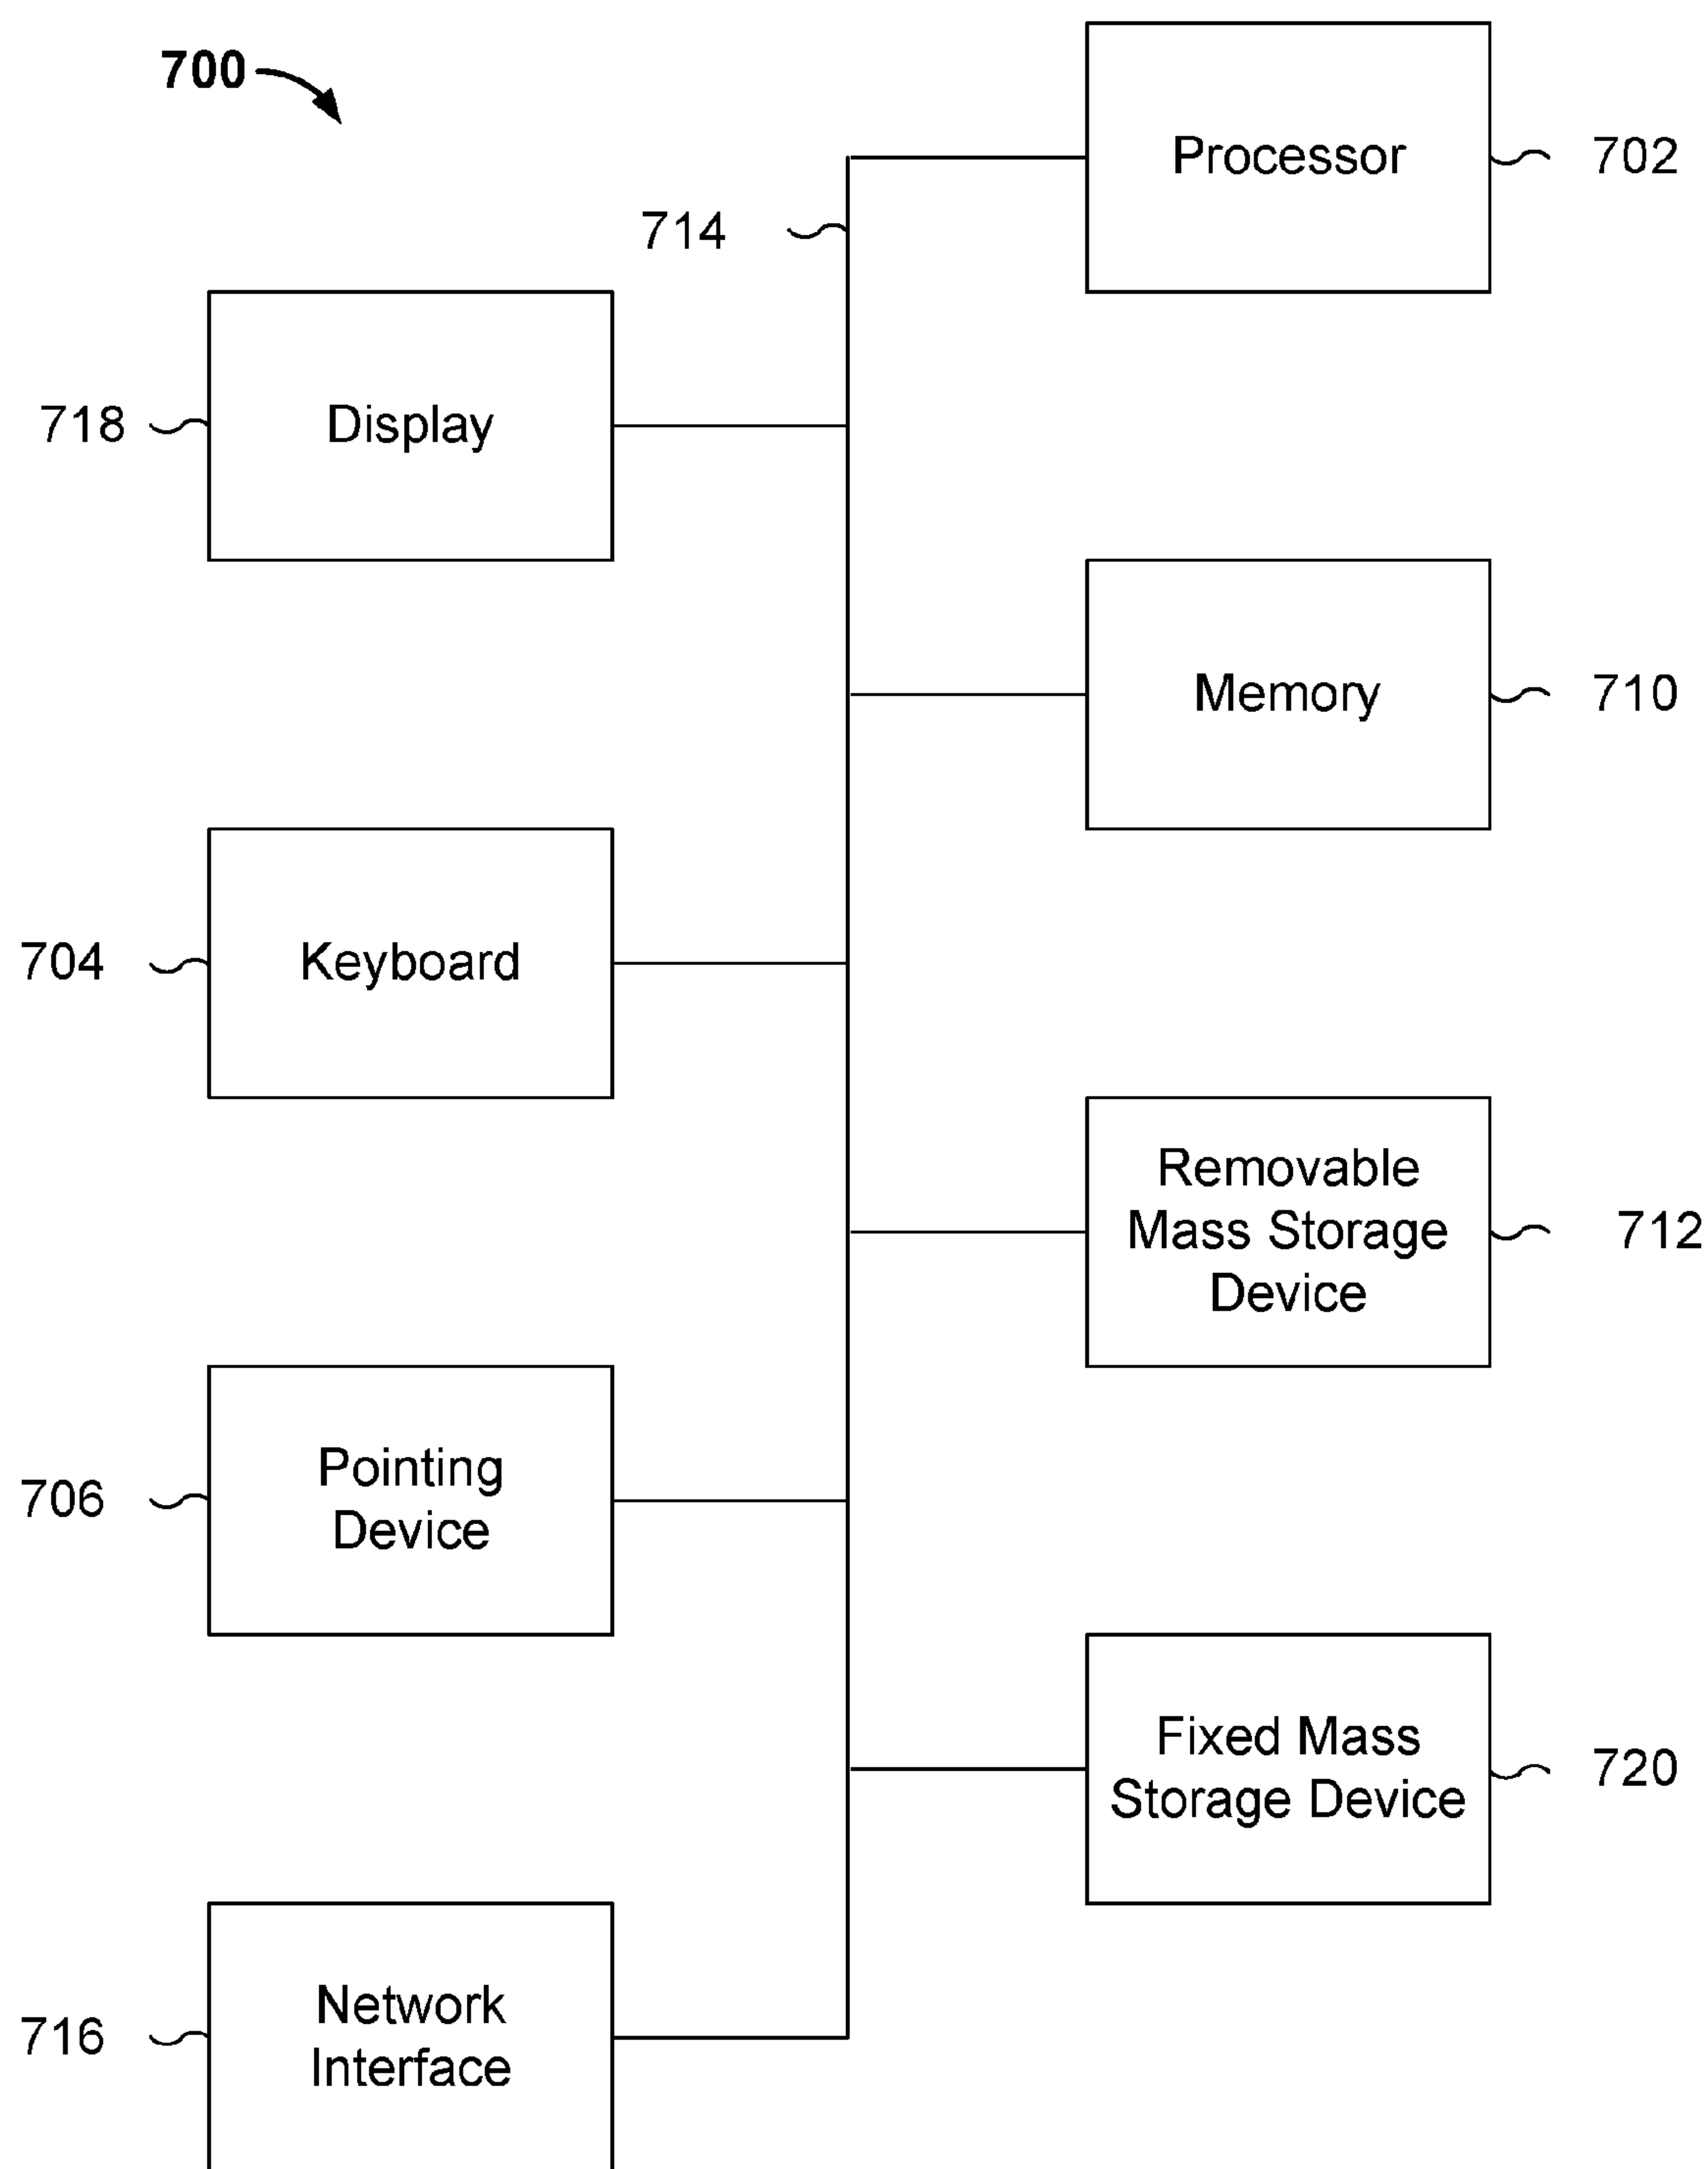 700
Processor
702
714
718
Display
Memory
710
704
Keyboard
Removable
Mass Storage
Device
712
706
Pointing
Device
Fixed Mass
Storage Device
720
716
Network
Interface